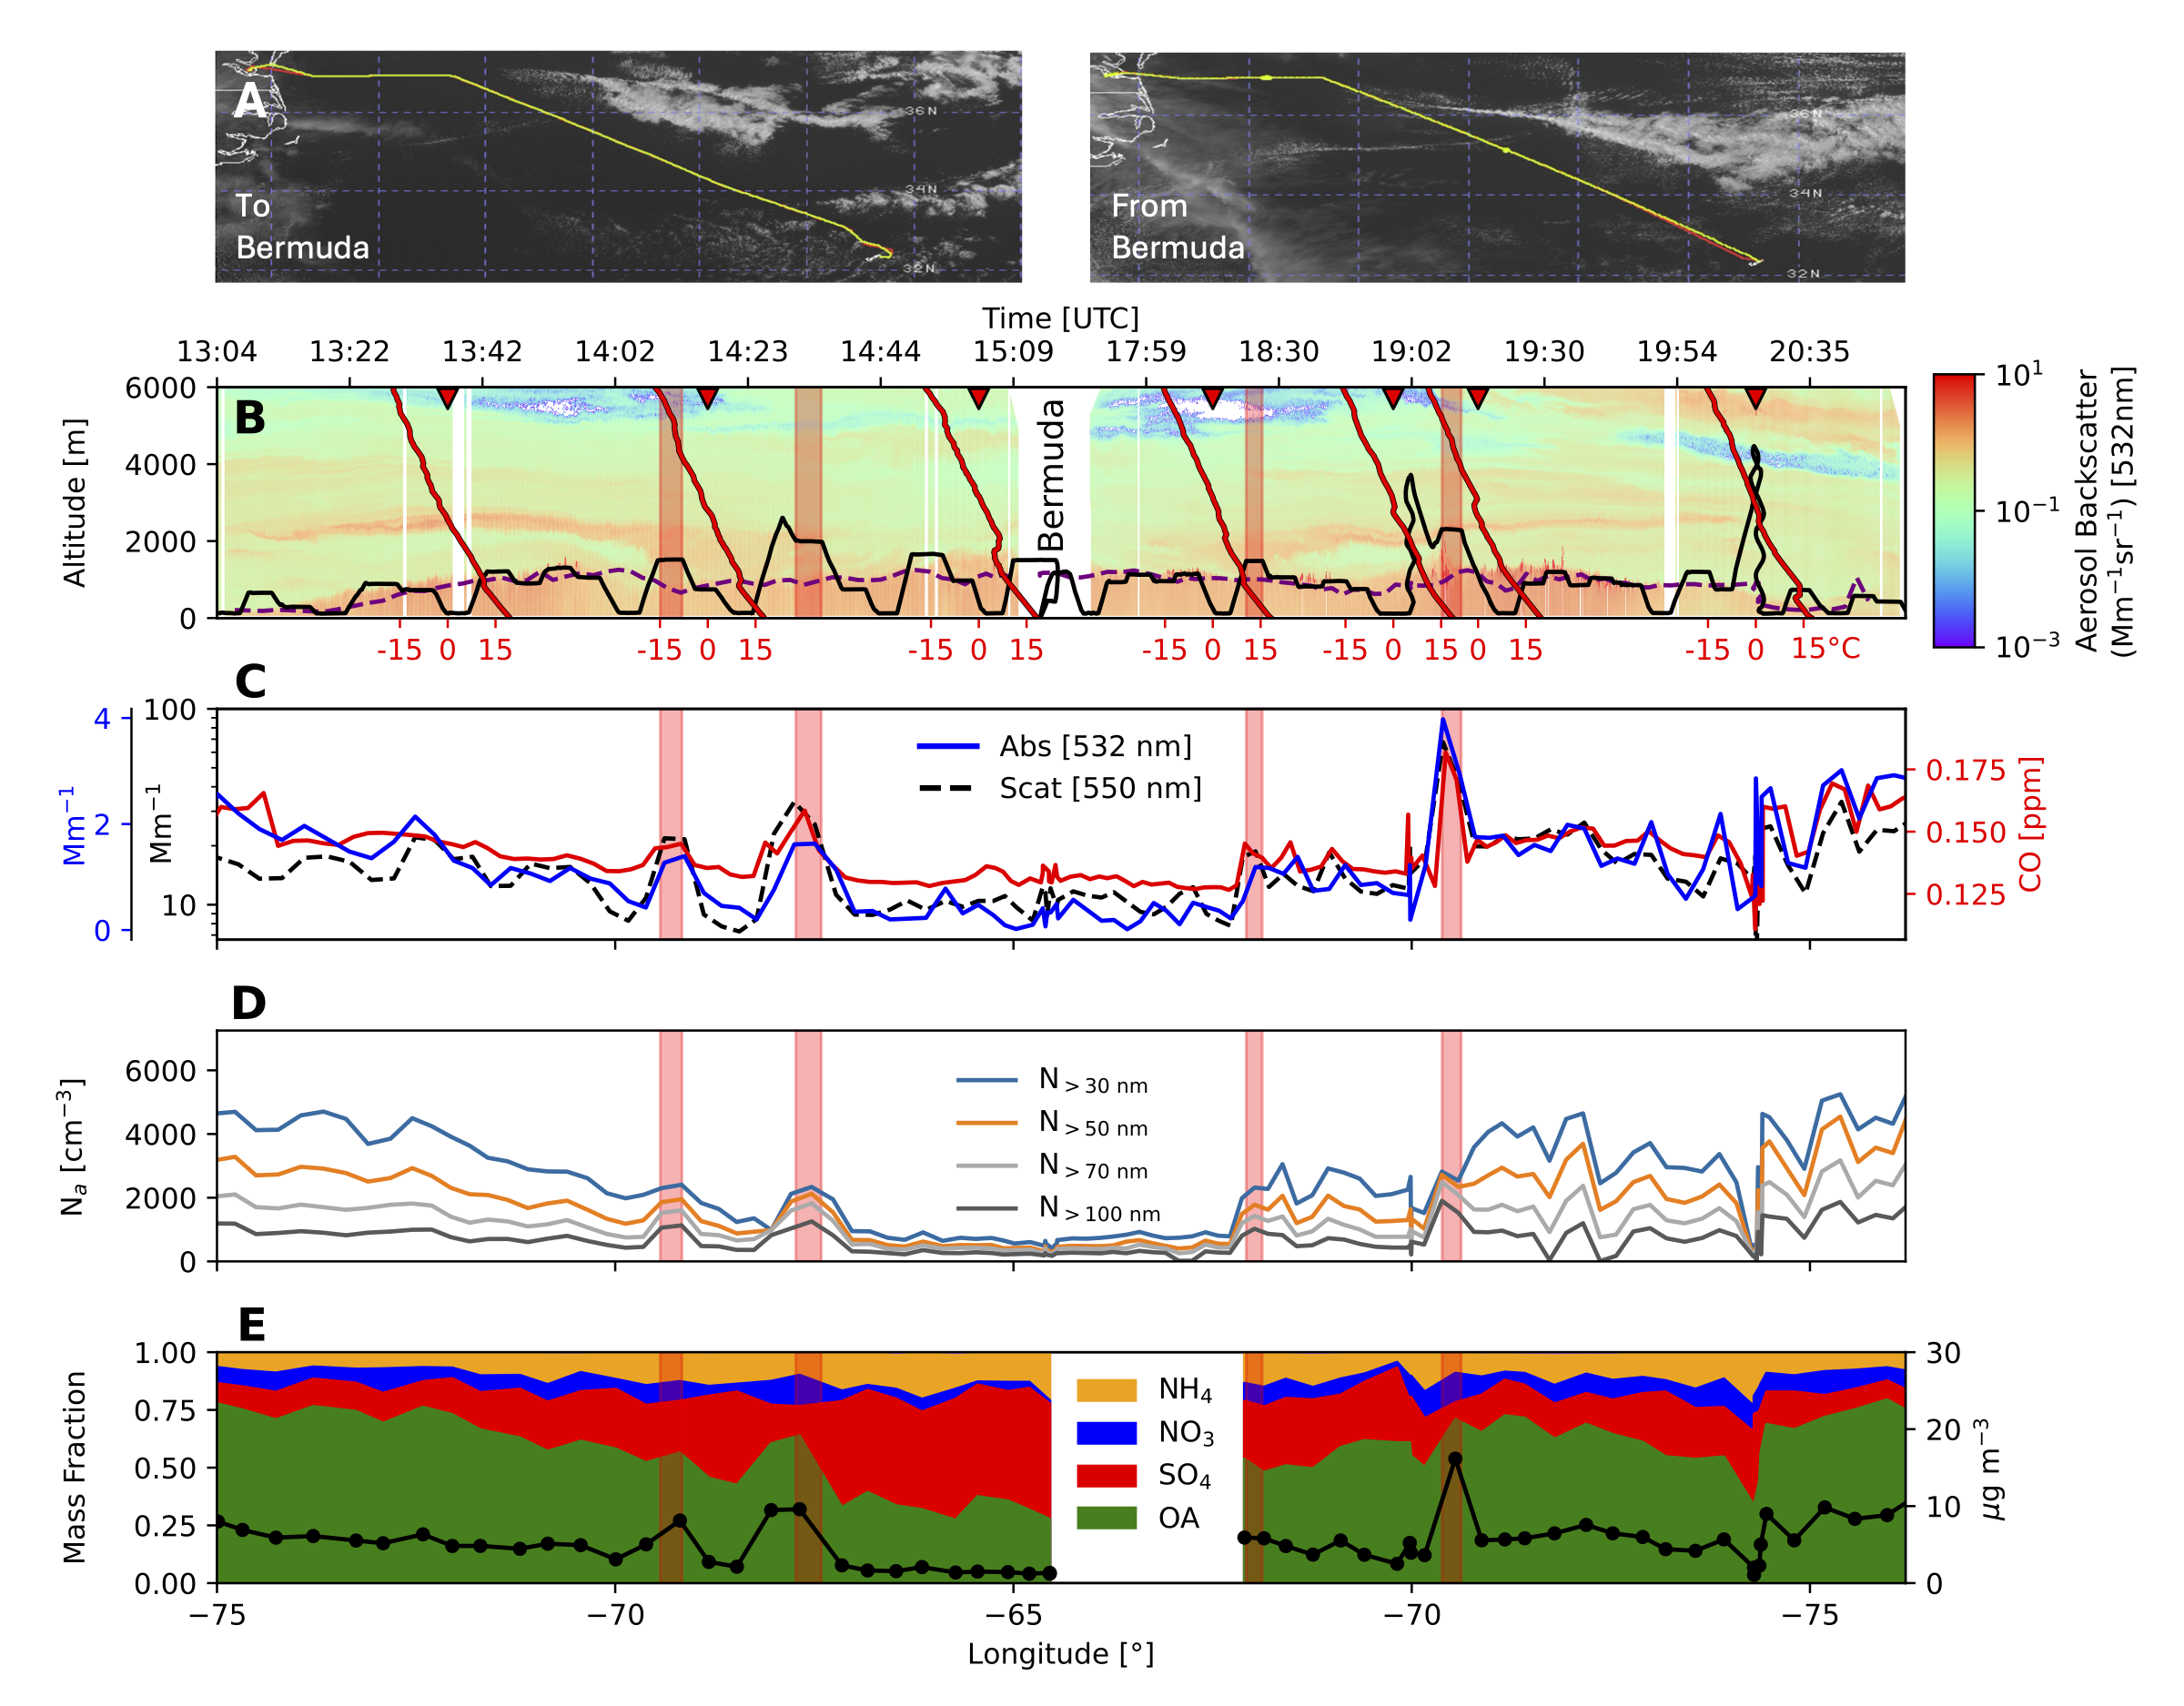 A
To
Bermuda
36N
34N
32N
From
Bermuda
36N
34N
32N
Time [UTC]
13:04 13:22 13:42 14:02 14:23 14:44 15:09 17:59 18:30 19:02 19:30 19:54 20:35
B
Altitude [m]
6000
4000
2000
0
Bermuda
-15 0 15 -15 0 15 -15 0 15 -15 0 15 -15 0 15 0 15 -15 0 15°C
10¹
10⁻¹
10⁻³
Aerosol Backscatter
(Mm⁻¹sr⁻¹) [532nm]
C
4
2
0
Mm⁻¹
100
10
Mm⁻¹
Abs [532 nm]
Scat [550 nm]
0.175
0.150
0.125
CO [ppm]
D
Nₐ [cm⁻³]
6000
4000
2000
0
N > 30 nm
N > 50 nm
N > 70 nm
N > 100 nm
E
Mass Fraction
1.00
0.75
0.50
0.25
0.00
NH₄
NO₃
SO₄
OA
30
20
10
0
μg m⁻³
−75 −70 −65 −70 −75
Longitude [°]